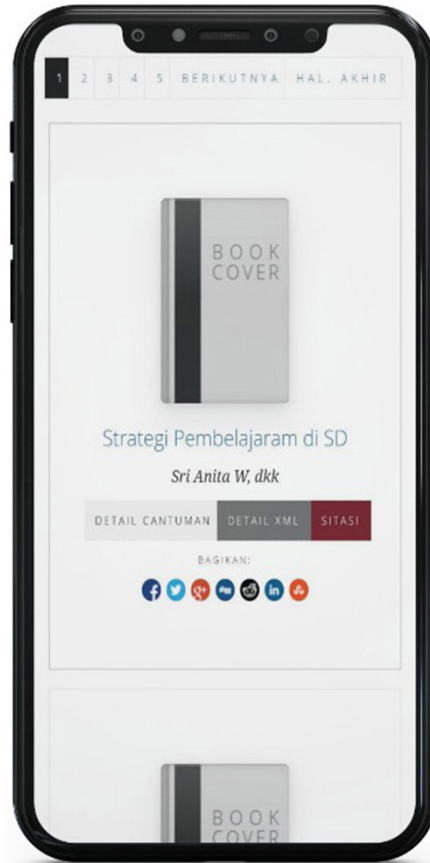 1 2 3 4 5 BERIKUTNYA HAL. AKHIR
BOOK
COVER
Strategi Pembelajaram di SD
Sri Anita W, dkk
DETAIL CANTUMAN DETAIL XML SITASI
BAGIKAN:
BOOK
COVER